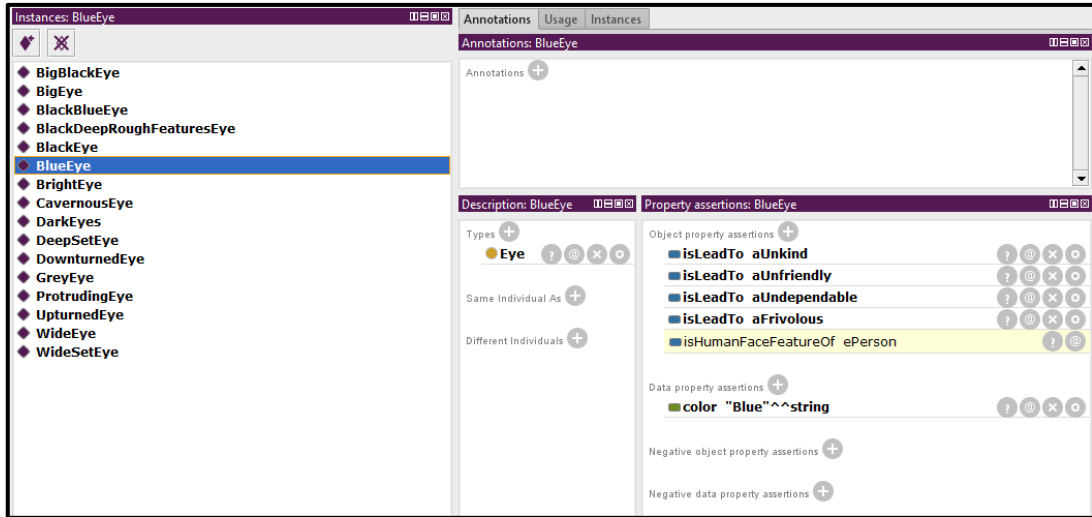 Instances: BlueEye
BigBlackEye
BigEye
BlackBlueEye
BlackDeepRoughFeaturesEye
BlackEye
BlueEye
BrightEye
CavernousEye
DarkEyes
DeepSetEye
DownturnedEye
GreyEye
ProtrudingEye
UpturnedEye
WideEye
WideSetEye
Annotations Usage Instances
Annotations: BlueEye
Annotations
Description: BlueEye
Types
Eye
Same Individual As
Different Individuals
Property assertions: BlueEye
Object property assertions
isLeadTo aUnkind
isLeadTo aUnfriendly
isLeadTo aUndependable
isLeadTo aFrivolous
isHumanFaceFeatureOf ePerson
Data property assertions
color "Blue"^^string
Negative object property assertions
Negative data property assertions